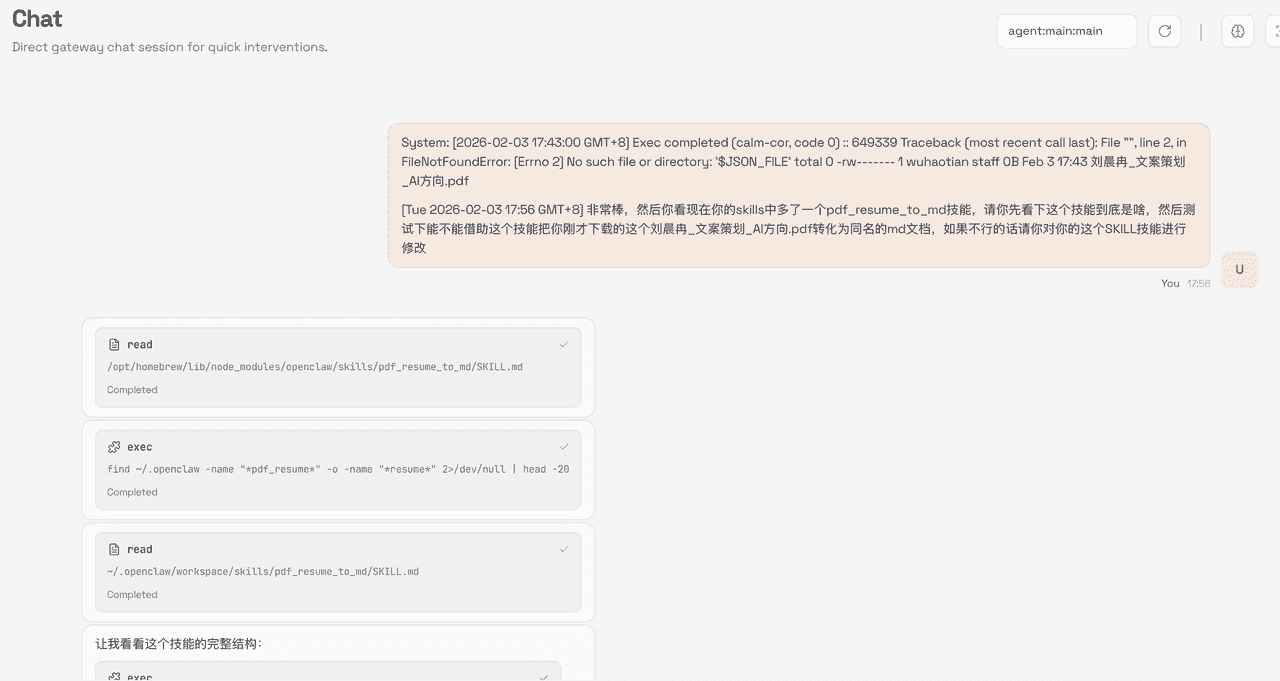 Chat
Direct gateway chat session for quick interventions.
agent:main:main
System: [2026-02-03 17:43:00 GMT+8] Exec completed (calm-cor, code 0) :: 649339 Traceback (most recent call last): File "", line 2, in
FileNotFoundError: [Errno 2] No such file or directory: '$JSON_FILE' total 0 -rw------- 1 wuhaotian staff 0B Feb 3 17:43 刘晨冉_文案策划
_AI方向.pdf
[Tue 2026-02-03 17:56 GMT+8] 非常棒，然后你看现在你的skills中多了一个pdf_resume_to_md技能，请你先看下这个技能到底是啥，然后测
试下能不能借助这个技能把你刚才下载的这个刘晨冉_文案策划_AI方向.pdf转化为同名的md文档，如果不行的话请你对你的这个SKILL技能进行
修改
U
You 17:56
read
/opt/homebrew/lib/node_modules/openclaw/skills/pdf_resume_to_md/SKILL.md
Completed
exec
find ~/.openclaw -name "*pdf_resume*" -o -name "*resume*" 2>/dev/null | head -20
Completed
read
~/.openclaw/workspace/skills/pdf_resume_to_md/SKILL.md
Completed
让我看看这个技能的完整结构：
exec